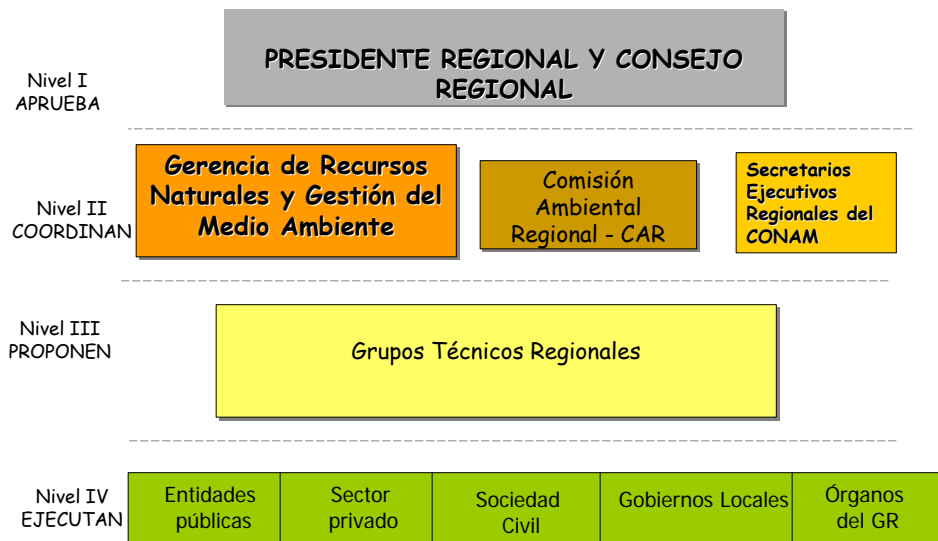 PRESIDENTE REGIONAL Y CONSEJO
REGIONAL
Nivel I
APRUEBA
Gerencia de Recursos
Naturales y Gestión del
Medio Ambiente
Comisión
Ambiental
Regional - CAR
Secretarios
Ejecutivos
Regionales del
CONAM
Nivel II
COORDINAN
Nivel III
PROPONEN
Grupos Técnicos Regionales
Nivel IV
EJECUTAN
Entidades
públicas
Sector
privado
Sociedad
Civil
Gobiernos Locales
Órganos
del GR